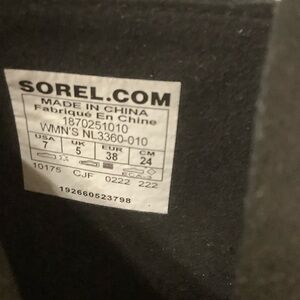 SOREL.COM
MADE IN CHINA
Fabriqué En Chine
1870251010
WMN'S NL3360-010
USA UK EUR CM
7 5 38 24
10175 CJF 0222 222
192660523798